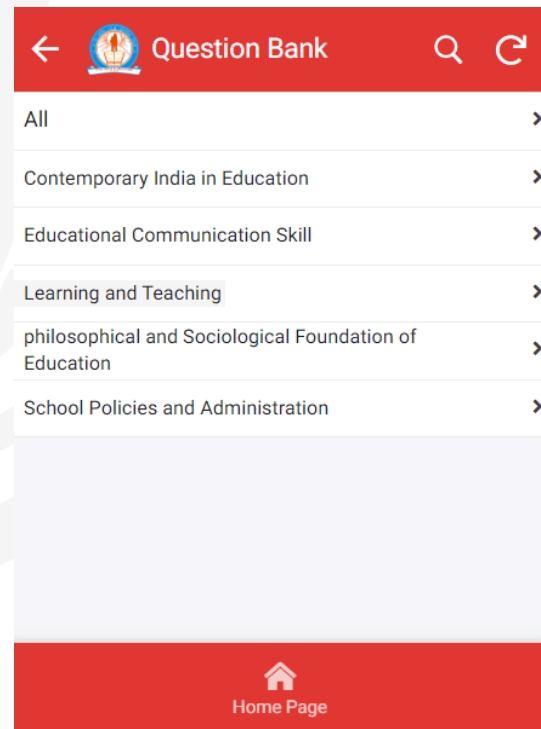 Question Bank
All
Contemporary India in Education
Educational Communication Skill
Learning and Teaching
philosophical and Sociological Foundation of
Education
School Policies and Administration
Home Page